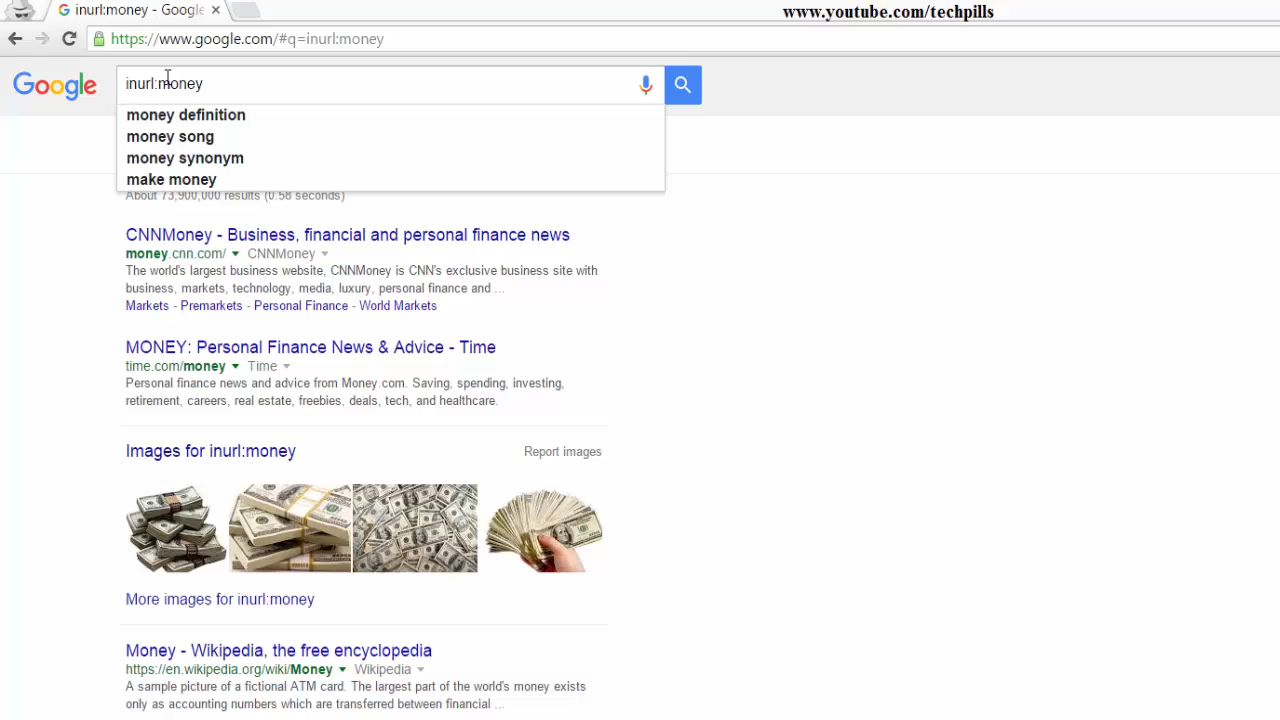 inurl:money - Google
www.youtube.com/techpills
https://www.google.com/#q=inurl:money
Google
inurl:money
money definition
money song
money synonym
make money
About 73,900,000 results (0.58 seconds)
CNNMoney - Business, financial and personal finance news
money.cnn.com/ CNNMoney
The world's largest business website, CNNMoney is CNN's exclusive business site with
business, markets, technology, media, luxury, personal finance and ...
Markets - Premarkets - Personal Finance - World Markets
MONEY: Personal Finance News & Advice - Time
time.com/money Time
Personal finance news and advice from Money.com. Saving, spending, investing,
retirement, careers, real estate, freebies, deals, tech, and healthcare.
Images for inurl:money Report images
More images for inurl:money
Money - Wikipedia, the free encyclopedia
https://en.wikipedia.org/wiki/Money Wikipedia
A sample picture of a fictional ATM card. The largest part of the world's money exists
only as accounting numbers which are transferred between financial ...